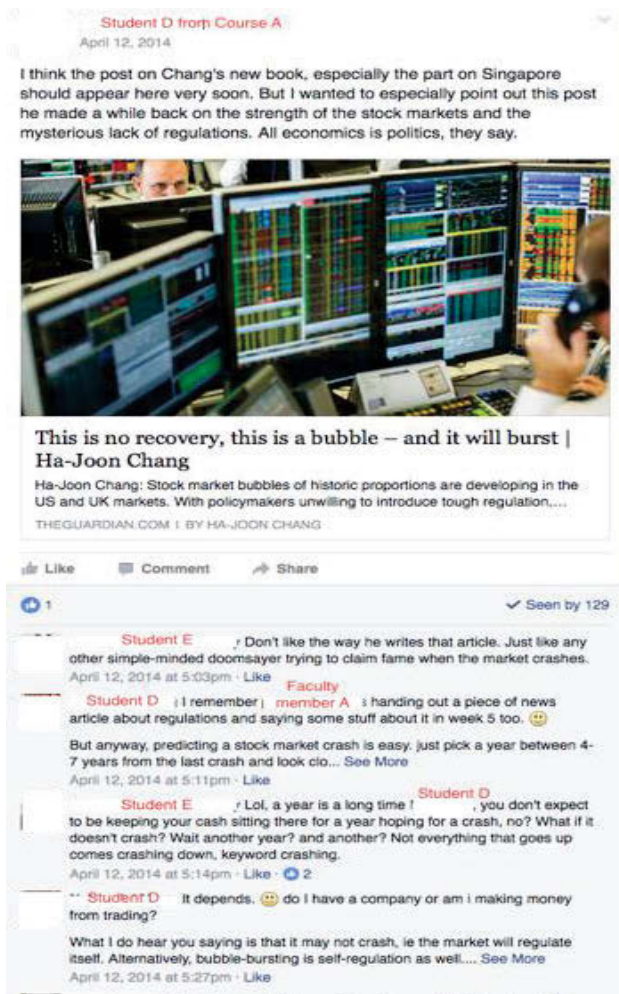 Student D from Course A
April 12, 2014
I think the post on Chang's new book, especially the part on Singapore
should appear here very soon. But I wanted to especially point out this post
he made a while back on the strength of the stock markets and the
mysterious lack of regulations. All economics is politics, they say.
This is no recovery, this is a bubble – and it will burst |
Ha-Joon Chang
Ha-Joon Chang: Stock market bubbles of historic proportions are developing in the
US and UK markets. With policymakers unwilling to introduce tough regulation,...
THEGUARDIAN.COM | BY HA-JOON CHANG
Like Comment Share
1 Seen by 129
Student E Don't like the way he writes that article. Just like any
other simple-minded doomsayer trying to claim fame when the market crashes.
April 12, 2014 at 5:03pm · Like
Faculty
Student D I remember member A handing out a piece of news
article about regulations and saying some stuff about it in week 5 too.
But anyway, predicting a stock market crash is easy. just pick a year between 4-
7 years from the last crash and look clo... See More
April 12, 2014 at 5:11pm · Like
Student E Lol, a year is a long time Student D , you don't expect
to be keeping your cash sitting there for a year hoping for a crash, no? What if it
doesn't crash? Wait another year? and another? Not everything that goes up
comes crashing down, keyword crashing.
April 12, 2014 at 5:14pm · Like · 2
Student D It depends. do I have a company or am i making money
from trading?
What I do hear you saying is that it may not crash, ie the market will regulate
itself. Alternatively, bubble-bursting is self-regulation as well.... See More
April 12, 2014 at 5:27pm · Like